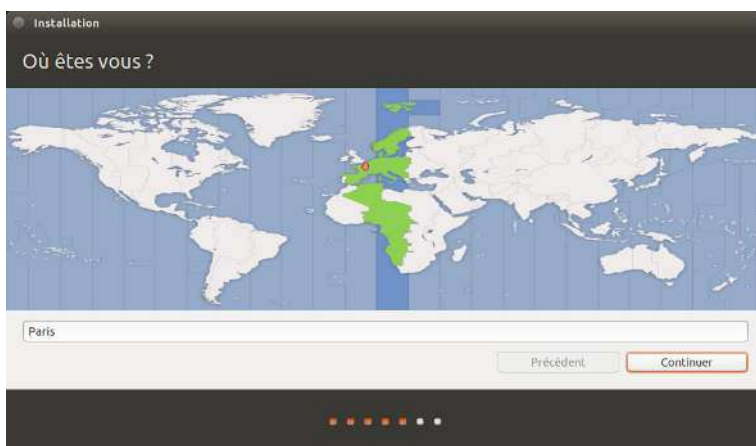 Installation
Où êtes vous ?
Paris
Précédent
Continuer